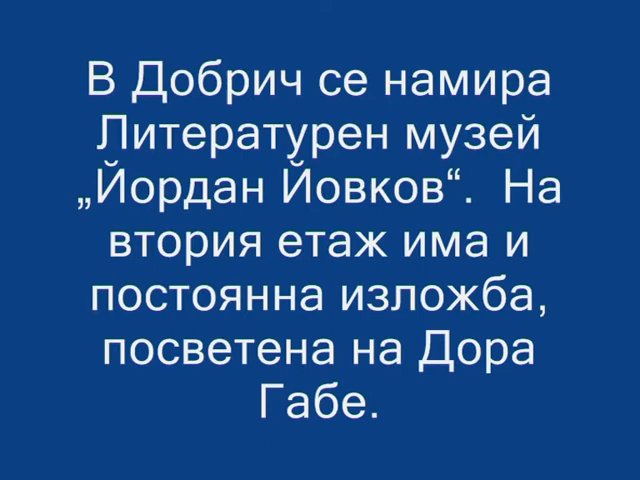 В Добрич се намира
Литературен музей
„Йордан Йовков“.  На
втория етаж има и
постоянна изложба,
посветена на Дора
Габе.